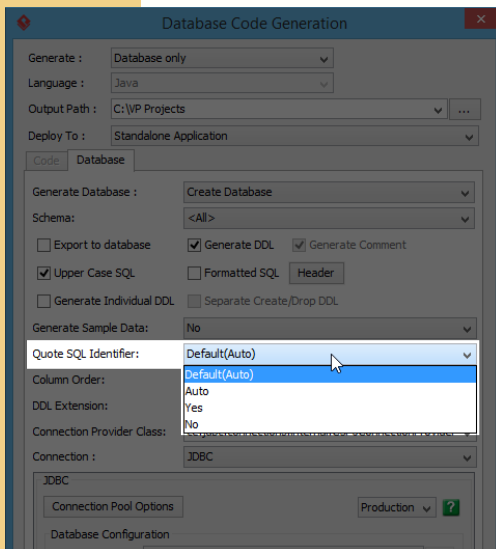 Database Code Generation
Generate : Database only
Language : Java
Output Path : C:\VP Projects ...
Deploy To : Standalone Application
Code Database
Generate Database : Create Database
Schema: <All>
Export to database Generate DDL Generate Comment
Upper Case SQL Formatted SQL Header
Generate Individual DDL Separate Create/Drop DDL
Generate Sample Data: No
Quote SQL Identifier: Default(Auto)
Column Order: Default(Auto)
Auto
DDL Extension: Yes
No
Connection Provider Class:
Connection : JDBC
JDBC
Connection Pool Options Production ?
Database Configuration